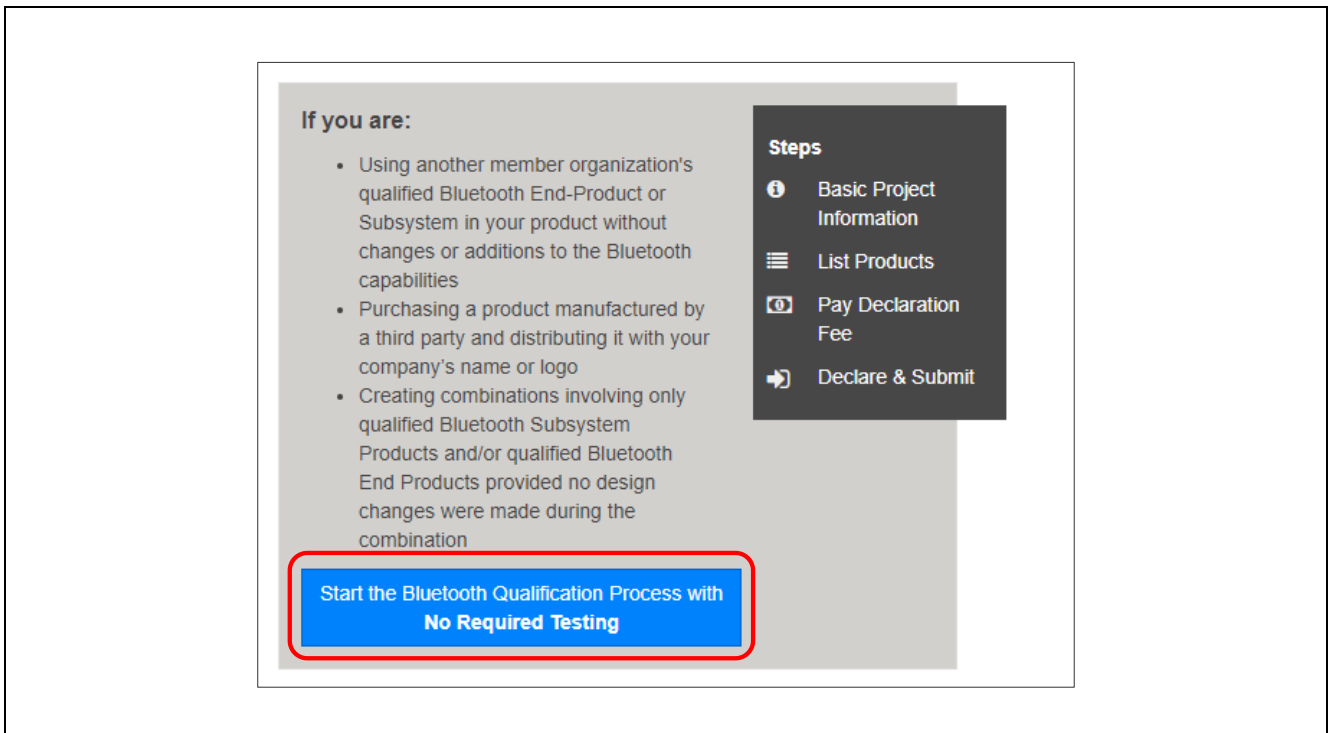 If you are:
• Using another member organization's
qualified Bluetooth End-Product or
Subsystem in your product without
changes or additions to the Bluetooth
capabilities
• Purchasing a product manufactured by
a third party and distributing it with your
company’s name or logo
• Creating combinations involving only
qualified Bluetooth Subsystem
Products and/or qualified Bluetooth
End Products provided no design
changes were made during the
combination
Start the Bluetooth Qualification Process with
No Required Testing
Steps
Basic Project
Information
List Products
Pay Declaration
Fee
Declare & Submit